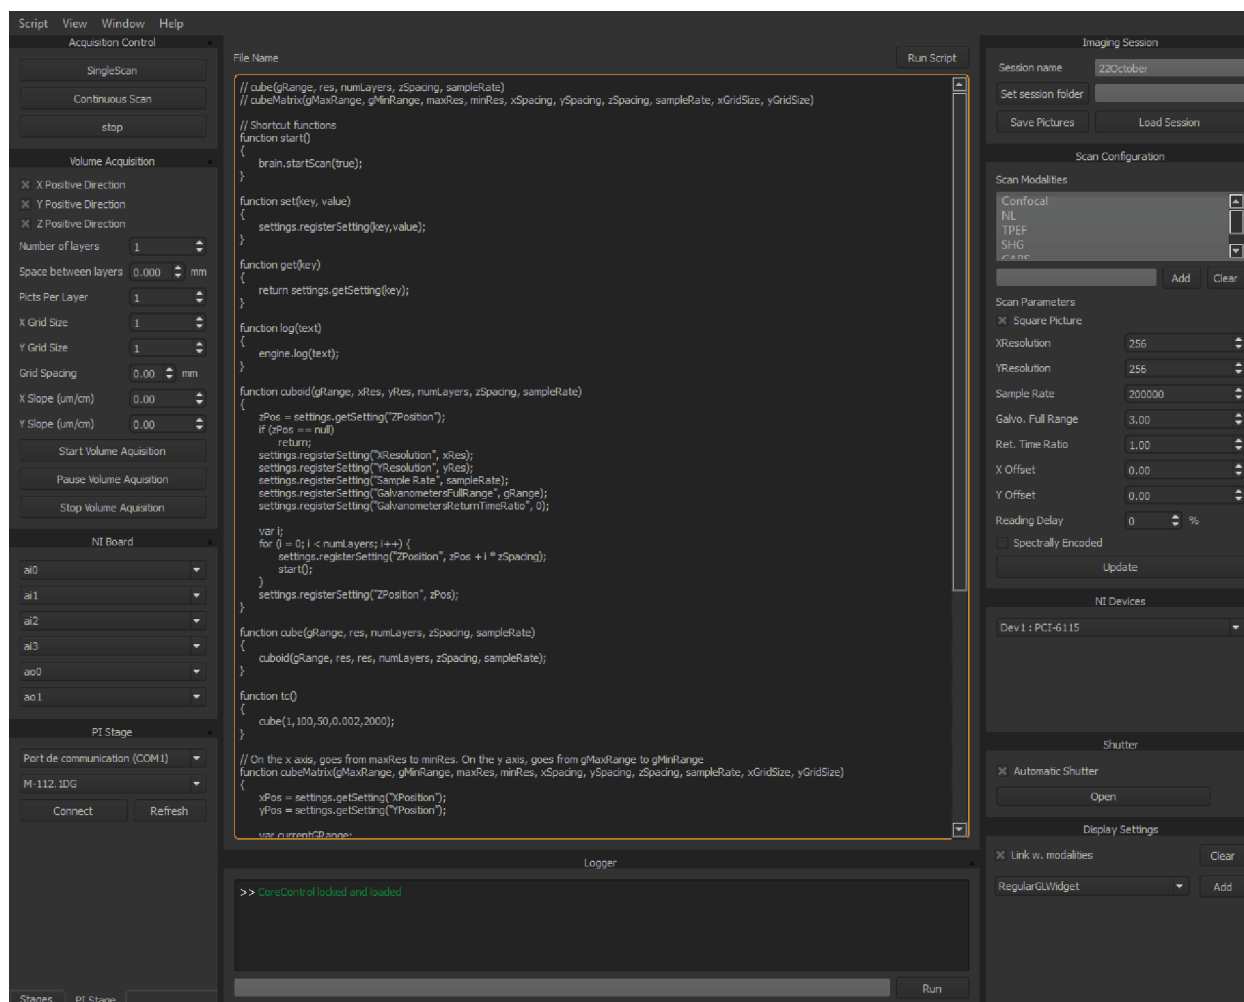 Script View Window Help
Acquisition Control
SingleScan
Continuous Scan
stop
Volume Acquisition
X Positive Direction
Y Positive Direction
Z Positive Direction
Number of layers 1
Space between layers 0.000 mm
Picts Per Layer 1
X Grid Size 1
Y Grid Size 1
Grid Spacing 0.00 mm
X Slope (um/cm) 0.00
Y Slope (um/cm) 0.00
Start Volume Aquisition
Pause Volume Aquisition
Stop Volume Aquisition
NI Board
ai0
ai1
ai2
ai3
ao0
ao1
PI Stage
Port de communication (COM1)
M-112.1DG
Connect Refresh
Stages PI Stage
File Name Run Script
// cube(gRange, res, numLayers, zSpacing, sampleRate)
// cubeMatrix(gMaxRange, gMinRange, maxRes, minRes, xSpacing, ySpacing, zSpacing, sampleRate, xGridSize, yGridSize)
// Shortcut functions
function start()
{
brain.startScan(true);
}
function set(key, value)
{
settings.registerSetting(key,value);
}
function get(key)
{
return settings.getSetting(key);
}
function log(text)
{
engine.log(text);
}
function cuboid(gRange, xRes, yRes, numLayers, zSpacing, sampleRate)
{
zPos = settings.getSetting("ZPosition");
if (zPos == null)
return;
settings.registerSetting("XResolution", xRes);
settings.registerSetting("YResolution", yRes);
settings.registerSetting("Sample Rate", sampleRate);
settings.registerSetting("GalvanometersFullRange", gRange);
settings.registerSetting("GalvanometersReturnTimeRatio", 0);
var i;
for (i = 0; i < numLayers; i++) {
settings.registerSetting("ZPosition", zPos + i * zSpacing);
start();
}
settings.registerSetting("ZPosition", zPos);
}
function cube(gRange, res, numLayers, zSpacing, sampleRate)
{
cuboid(gRange, res, res, numLayers, zSpacing, sampleRate);
}
function tc()
{
cube(1,100,50,0.002,2000);
}
// On the x axis, goes from maxRes to minRes. On the y axis, goes from gMaxRange to gMinRange
function cubeMatrix(gMaxRange, gMinRange, maxRes, minRes, xSpacing, ySpacing, zSpacing, sampleRate, xGridSize, yGridSize)
{
xPos = settings.getSetting("XPosition");
yPos = settings.getSetting("YPosition");
var currentGRange;
Logger
>> CoreControl locked and loaded
Run
Imaging Session
Session name 22October
Set session folder
Save Pictures Load Session
Scan Configuration
Scan Modalities
Confocal
NL
TPEF
SHG
CARS
Add Clear
Scan Parameters
Square Picture
XResolution 256
YResolution 256
Sample Rate 200000
Galvo. Full Range 3.00
Ret. Time Ratio 1.00
X Offset 0.00
Y Offset 0.00
Reading Delay 0 %
Spectrally Encoded
Update
NI Devices
Dev1 : PCI-6115
Shutter
Automatic Shutter
Open
Display Settings
Link w. modalities Clear
RegularGLWidget Add